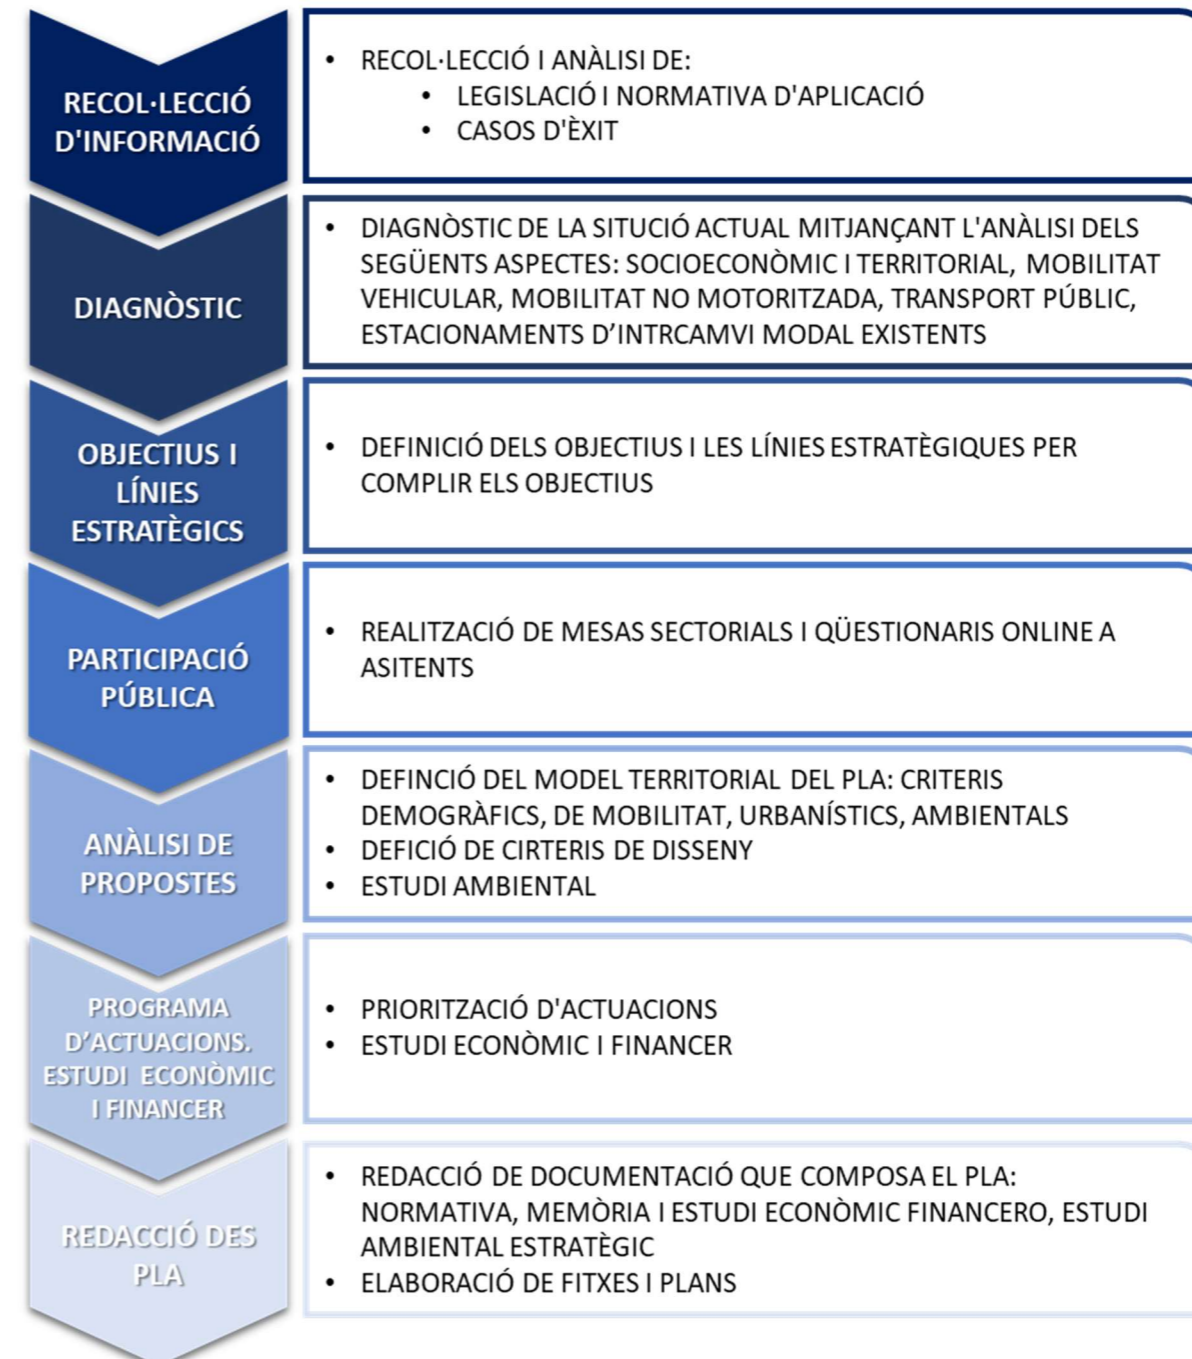 RECOL·LECCIÓ
D'INFORMACIÓ
• RECOL·LECCIÓ I ANÀLISI DE:
• LEGISLACIÓ I NORMATIVA D'APLICACIÓ
• CASOS D'ÈXIT
DIAGNÒSTIC
• DIAGNÒSTIC DE LA SITUCIÓ ACTUAL MITJANÇANT L'ANÀLISI DELS
SEGÜENTS ASPECTES: SOCIOECONÒMIC I TERRITORIAL, MOBILITAT
VEHICULAR, MOBILITAT NO MOTORITZADA, TRANSPORT PÚBLIC,
ESTACIONAMENTS D’INTRCAMVI MODAL EXISTENTS
OBJECTIUS I
LÍNIES
ESTRATÈGICS
• DEFINICIÓ DELS OBJECTIUS I LES LÍNIES ESTRATÈGIQUES PER
COMPLIR ELS OBJECTIUS
PARTICIPACIÓ
PÚBLICA
• REALITZACIÓ DE MESAS SECTORIALS I QÜESTIONARIS ONLINE A
ASITENTS
ANÀLISI DE
PROPOSTES
• DEFINCIÓ DEL MODEL TERRITORIAL DEL PLA: CRITERIS
DEMOGRÀFICS, DE MOBILITAT, URBANÍSTICS, AMBIENTALS
• DEFICIÓ DE CIRTERIS DE DISSENY
• ESTUDI AMBIENTAL
PROGRAMA
D’ACTUACIONS.
ESTUDI ECONÒMIC
I FINANCER
• PRIORITZACIÓ D'ACTUACIONS
• ESTUDI ECONÒMIC I FINANCER
REDACCIÓ DES
PLA
• REDACCIÓ DE DOCUMENTACIÓ QUE COMPOSA EL PLA:
NORMATIVA, MEMÒRIA I ESTUDI ECONÒMIC FINANCERO, ESTUDI
AMBIENTAL ESTRATÈGIC
• ELABORACIÓ DE FITXES I PLANS